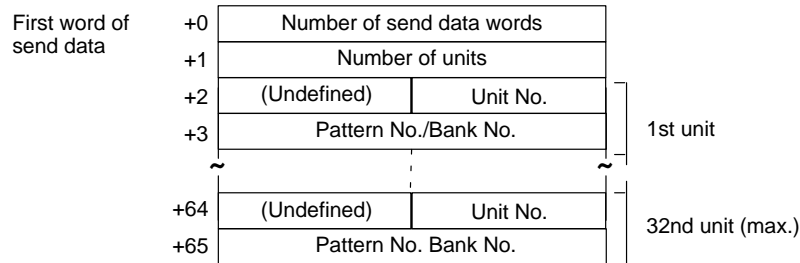 First word of
send data
+0 Number of send data words
+1 Number of units
+2 (Undefined) Unit No.
+3 Pattern No./Bank No.
1st unit
~ ~
+64 (Undefined) Unit No.
+65 Pattern No. Bank No.
32nd unit (max.)